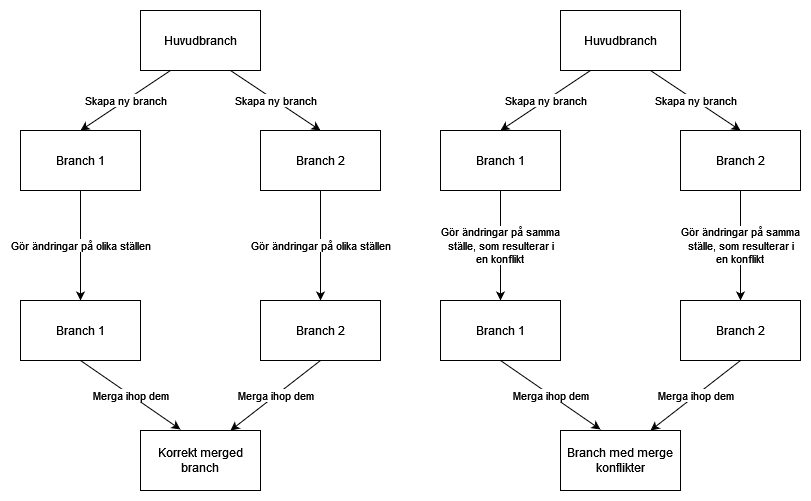 Huvudbranch
Skapa ny branch
Skapa ny branch
Branch 1
Branch 2
Gör ändringar på olika ställen
Gör ändringar på olika ställen
Branch 1
Branch 2
Merga ihop dem
Merga ihop dem
Korrekt merged
branch
Huvudbranch
Skapa ny branch
Skapa ny branch
Branch 1
Branch 2
Gör ändringar på samma
ställe, som resulterar i
en konflikt
Gör ändringar på samma
ställe, som resulterar i
en konflikt
Branch 1
Branch 2
Merga ihop dem
Merga ihop dem
Branch med merge
konflikter